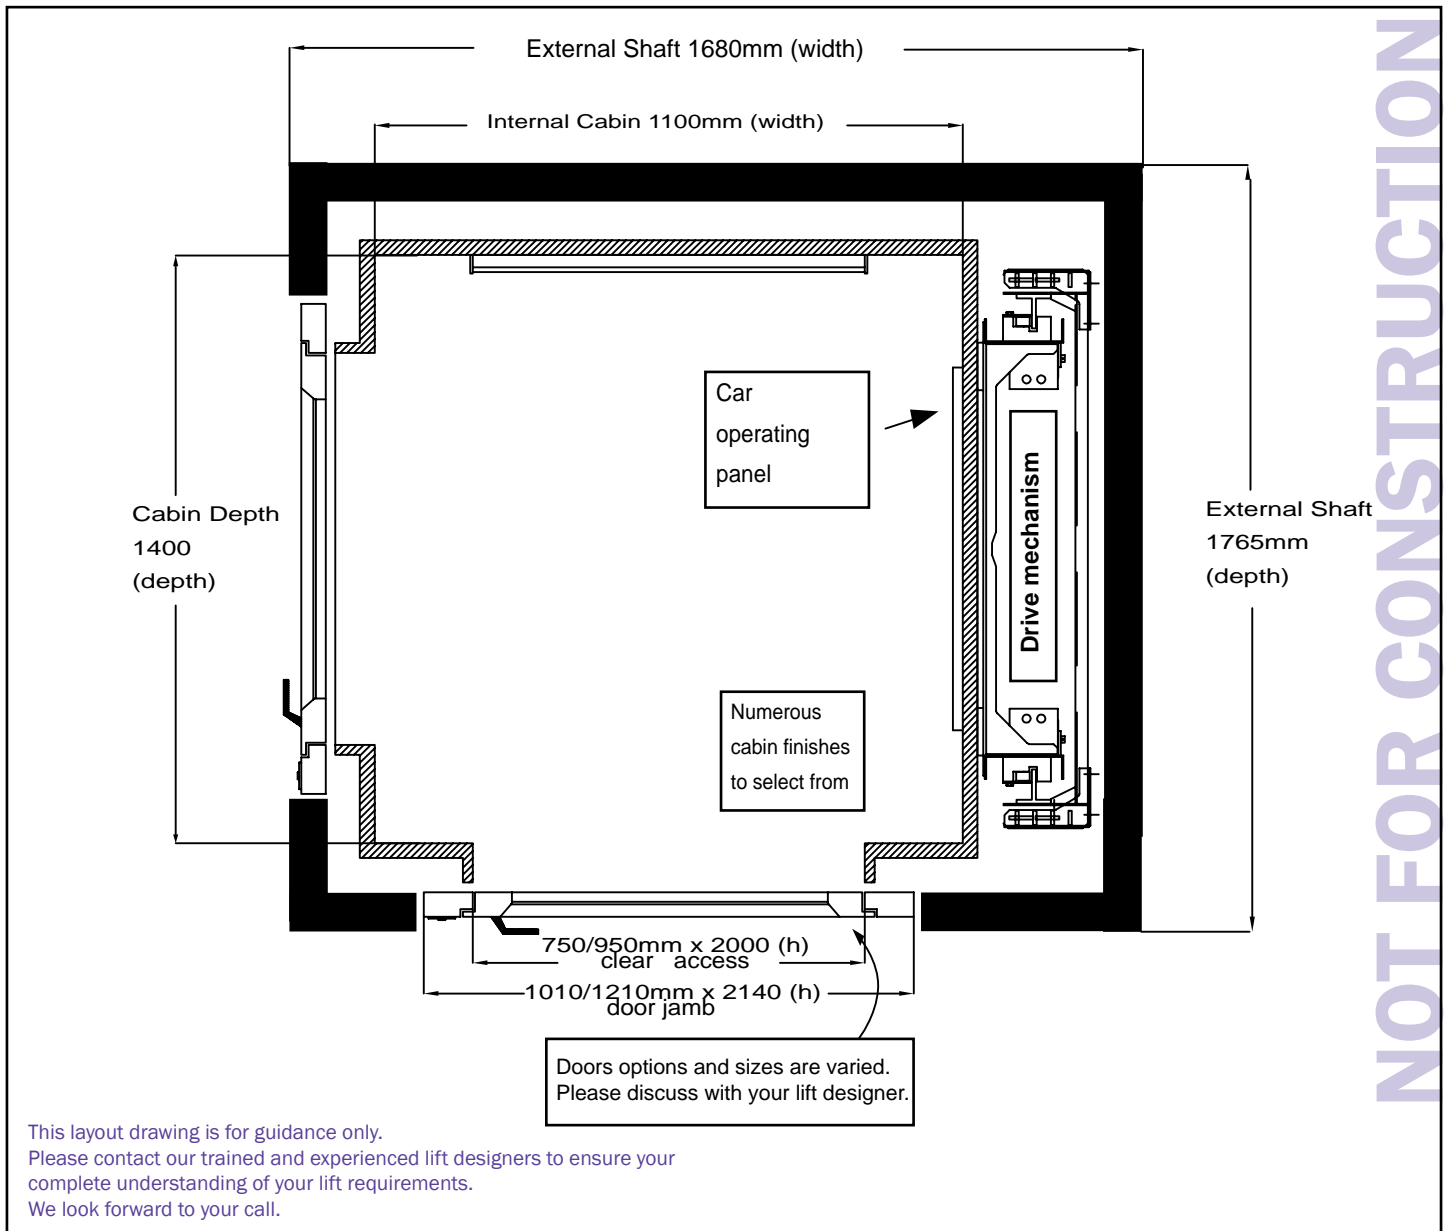 External Shaft 1680mm (width)
Internal Cabin 1100mm (width)
NOT FOR CONSTRUCTION
Car
operating
panel
Drive mechanism
Cabin Depth
1400
(depth)
External Shaft
1765mm
(depth)
Numerous
cabin finishes
to select from
750/950mm x 2000 (h)
clear access
1010/1210mm x 2140 (h)
door jamb
Doors options and sizes are varied.
Please discuss with your lift designer.
This layout drawing is for guidance only.
Please contact our trained and experienced lift designers to ensure your
complete understanding of your lift requirements.
We look forward to your call.